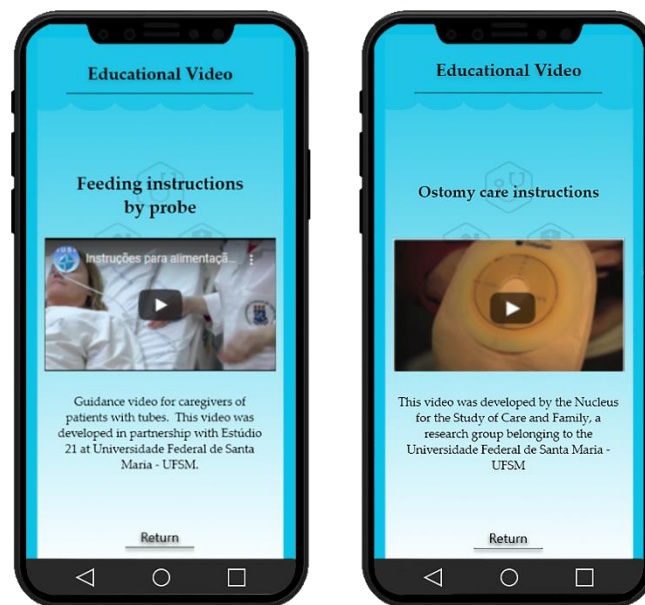 Educational Video
Feeding instructions
by probe
Instruções para alimentaçã...
Guidance video for caregivers of
patients with tubes. This video was
developed in partnership with Estúdio
21 at Universidade Federal de Santa
Maria - UFSM.
Return
Educational Video
Ostomy care instructions
This video was developed by the Nucleus
for the Study of Care and Family, a
research group belonging to the
Universidade Federal de Santa Maria -
UFSM
Return